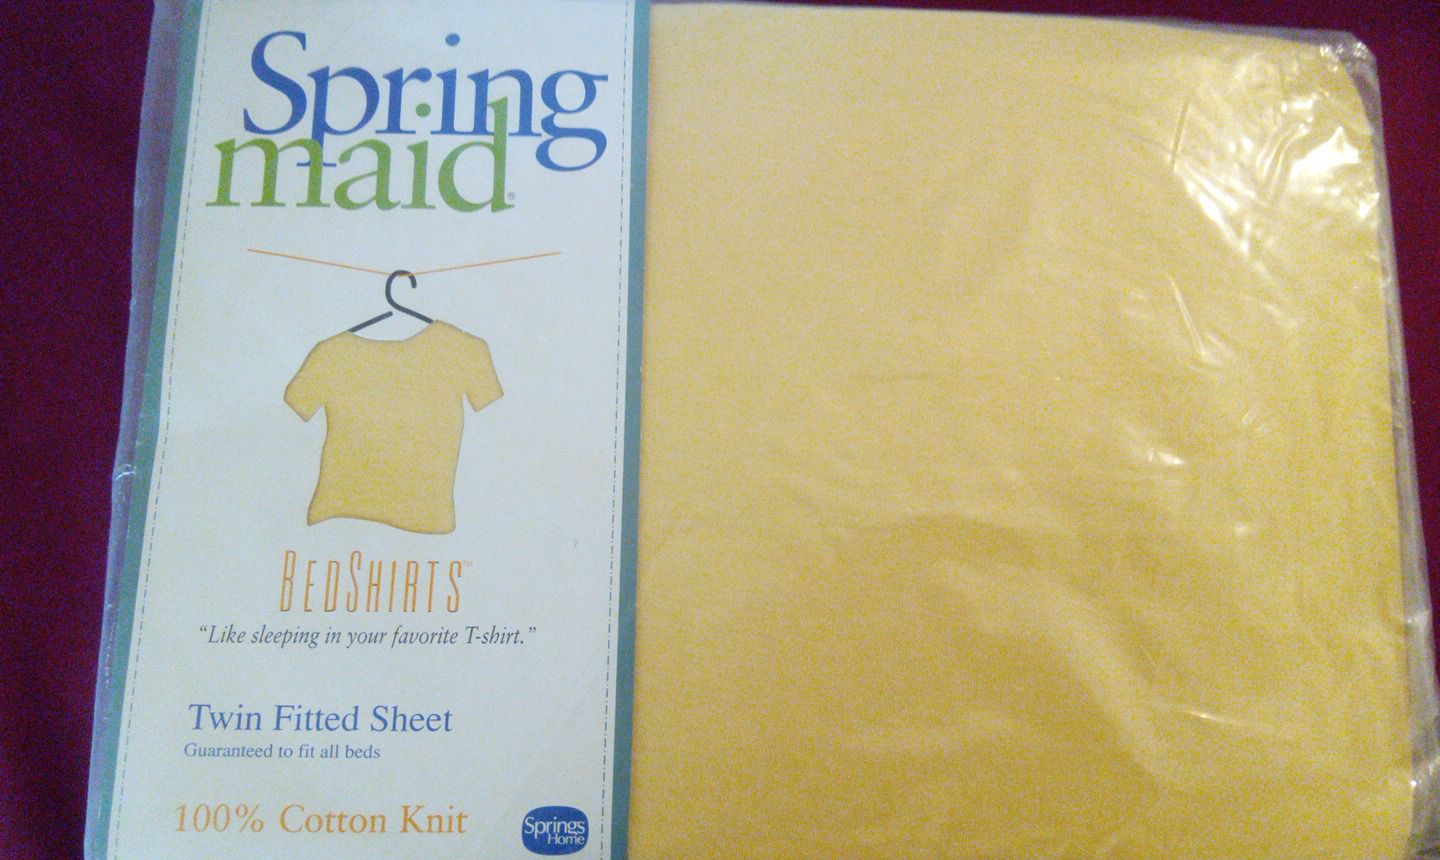 Spring
maid®
BEDSHIRTS™
“Like sleeping in your favorite T-shirt.”
Twin Fitted Sheet
Guaranteed to fit all beds
100% Cotton Knit
Springs
Home